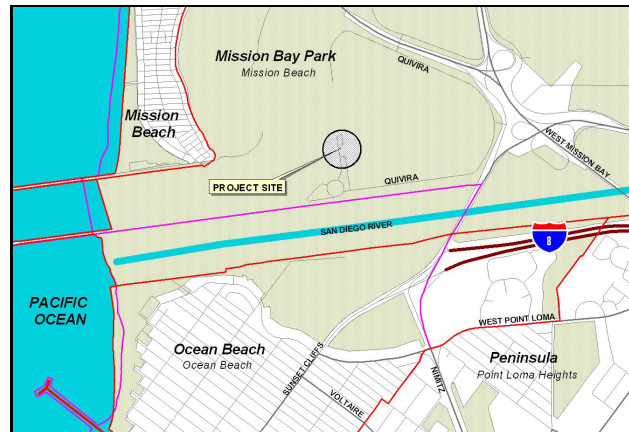 Mission Bay Park
Mission Beach
QUIVIRA
Mission
Beach
WEST MISSION BAY
PROJECT SITE
QUIVIRA
SAN DIEGO RIVER
8
PACIFIC
OCEAN
WEST POINT LOMA
Ocean Beach
Ocean Beach
SUNSET CLIFFS
VOLTAIRE
NIMITZ
Peninsula
Point Loma Heights